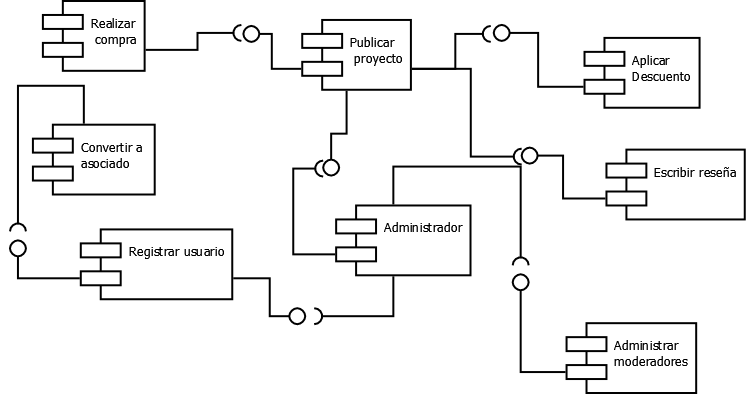 Realizar
compra
Publicar
proyecto
Aplicar
Descuento
Convertir a
asociado
Escribir reseña
Registrar usuario
Administrador
Administrar
moderadores